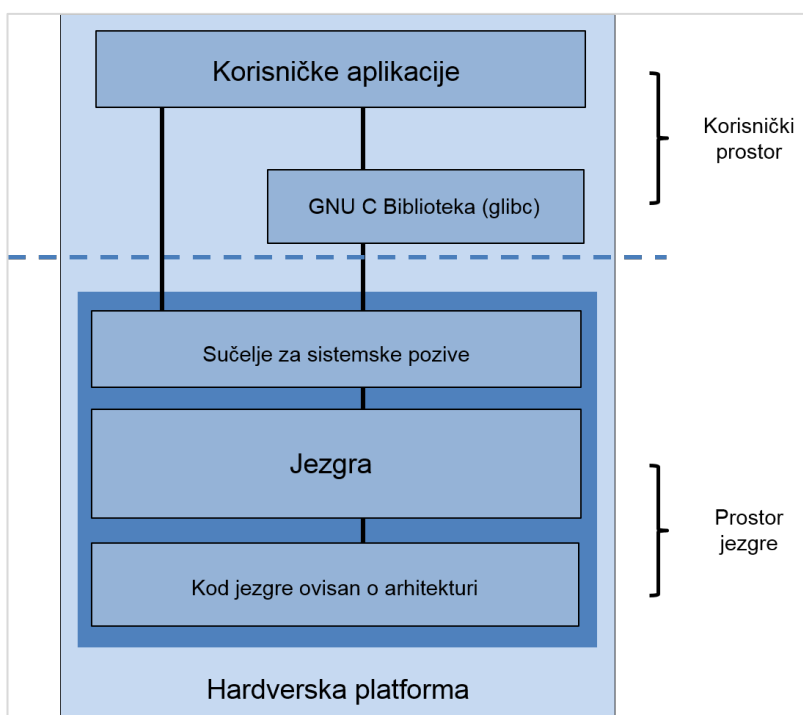 Korisničke aplikacije
Korisnički
prostor
GNU C Biblioteka (glibc)
Sučelje za sistemske pozive
Jezgra
Prostor
jezgre
Kod jezgre ovisan o arhitekturi
Hardverska platforma